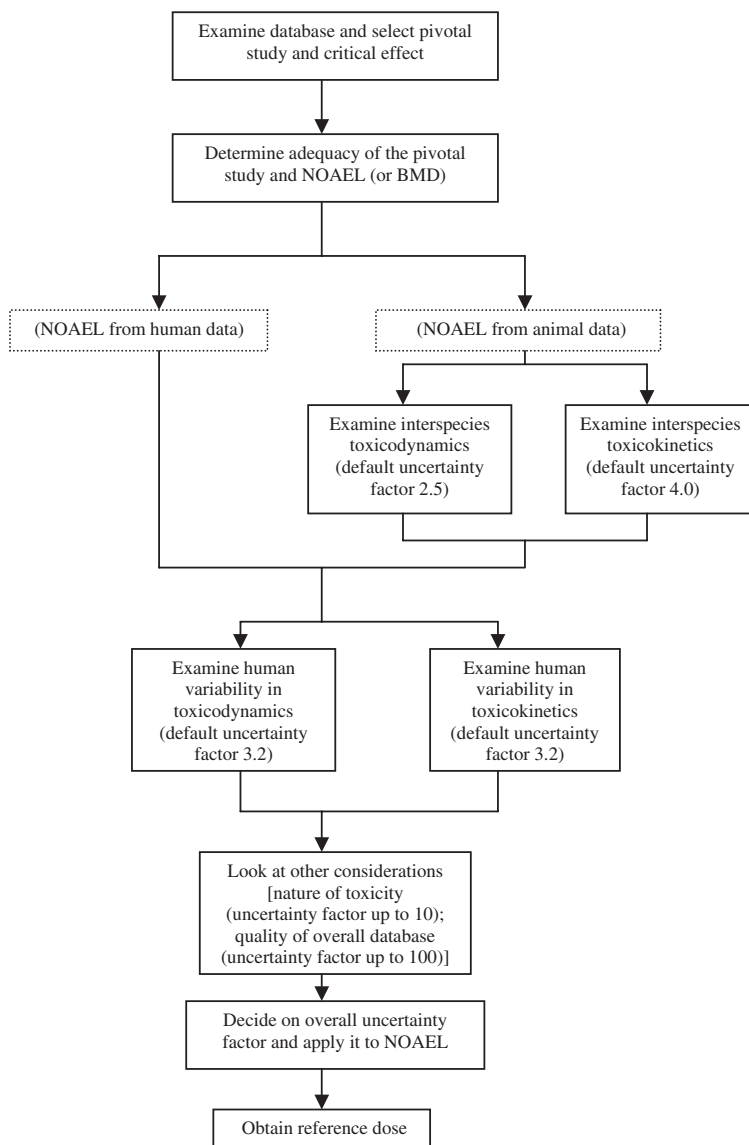 Examine database and select pivotal
study and critical effect
Determine adequacy of the pivotal
study and NOAEL (or BMD)
(NOAEL from human data)
(NOAEL from animal data)
Examine interspecies
toxicodynamics
(default uncertainty
factor 2.5)
Examine interspecies
toxicokinetics
(default uncertainty
factor 4.0)
Examine human
variability in
toxicodynamics
(default uncertainty
factor 3.2)
Examine human
variability in
toxicokinetics
(default uncertainty
factor 3.2)
Look at other considerations
[nature of toxicity
(uncertainty factor up to 10);
quality of overall database
(uncertainty factor up to 100)]
Decide on overall uncertainty
factor and apply it to NOAEL
Obtain reference dose